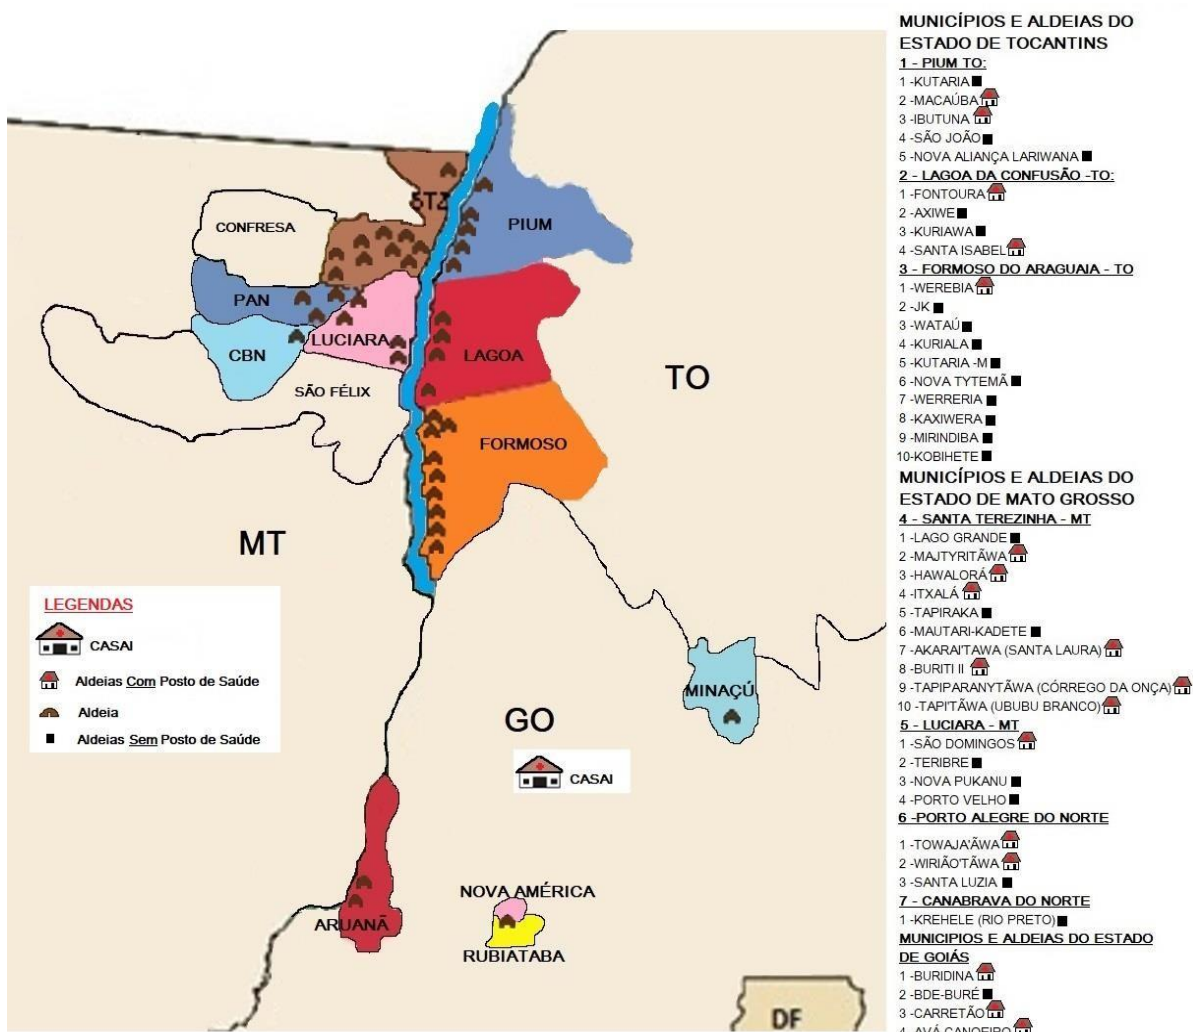 STZ
CONFRESA
PIUM
PAN
LUCIARA
CBN
LAGOA
SÃO FÉLIX
TO
FORMOSO
MT
LEGENDAS
CASAI
Aldeias Com Posto de Saúde
Aldeia
Aldeias Sem Posto de Saúde
MINAÇÚ
GO
CASAI
NOVA AMÉRICA
ARUANÃ
RUBIATABA
DF
MUNICÍPIOS E ALDEIAS DO
ESTADO DE TOCANTINS
1 - PIUM TO:
1 -KUTARIA
2 -MACAÚBA
3 -IBUTUNA
4 -SÃO JOÃO
5 -NOVA ALIANÇA LARIWANA
2 - LAGOA DA CONFUSÃO -TO:
1 -FONTOURA
2 -AXIWE
3 -KURIAWA
4 -SANTA ISABEL
3 - FORMOSO DO ARAGUAIA - TO
1 -WEREBIA
2 -JK
3 -WATAÚ
4 -KURIALA
5 -KUTARIA -M
6 -NOVA TYTEMÃ
7 -WERRERIA
8 -KAXIWERA
9 -MIRINDIBA
10-KOBIHETE
MUNICÍPIOS E ALDEIAS DO
ESTADO DE MATO GROSSO
4 - SANTA TEREZINHA - MT
1 -LAGO GRANDE
2 -MAJTYRITÃWA
3 -HAWALORÁ
4 -ITXALÁ
5 -TAPIRAKA
6 -MAUTARI-KADETE
7 -AKARAI'TAWA (SANTA LAURA)
8 -BURITI II
9 -TAPIPARANYTÃWA (CÓRREGO DA ONÇA)
10 -TAPI'TÃWA (UBUBU BRANCO)
5 - LUCIARA - MT
1 -SÃO DOMINGOS
2 -TERIBRE
3 -NOVA PUKANU
4 -PORTO VELHO
6 -PORTO ALEGRE DO NORTE
1 -TOWAJA'ÃWA
2 -WIRIÃO'TÃWA
3 -SANTA LUZIA
7 - CANABRAVA DO NORTE
1 -KREHELE (RIO PRETO)
MUNICIPIOS E ALDEIAS DO ESTADO
DE GOIÁS
1 -BURIDINA
2 -BDE-BURÉ
3 -CARRETÃO
4 -AVÁ CANOEIRO